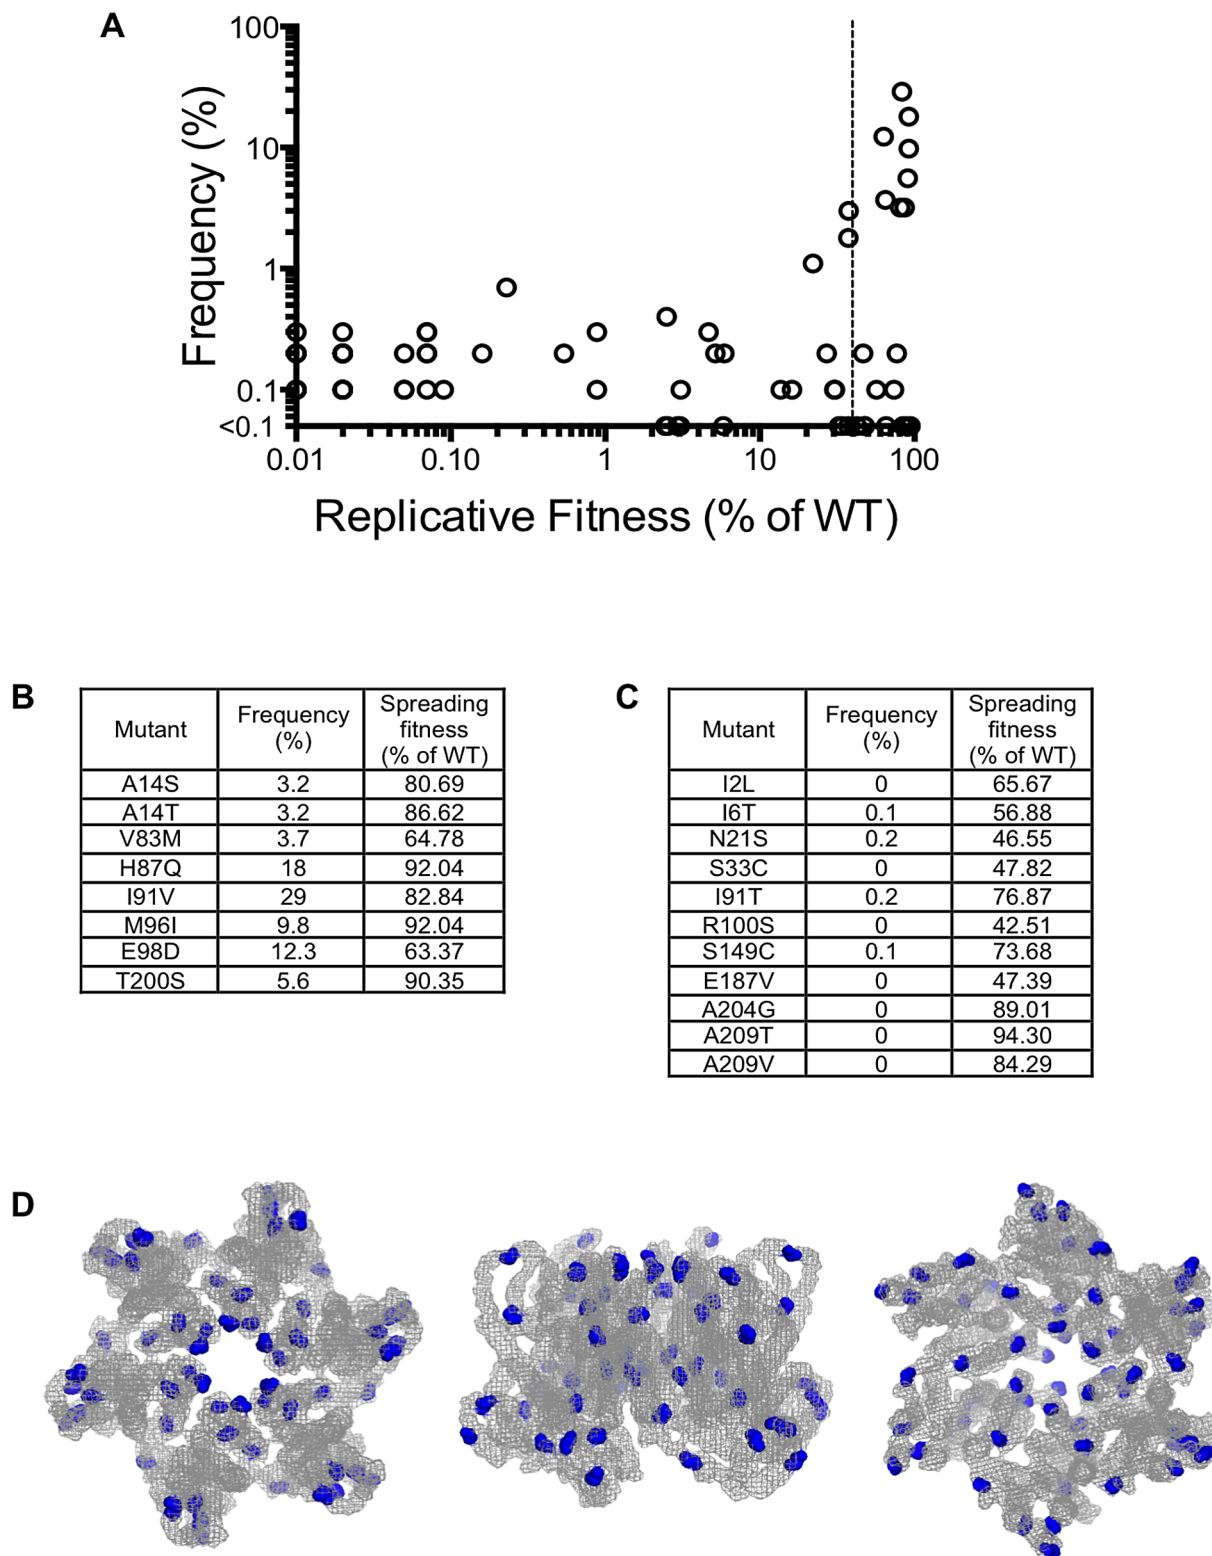 A
100
10
1
0.1
<0.1
Frequency (%)
0.01 0.10 1 10 100
Replicative Fitness (% of WT)
B
Mutant Frequency (%) Spreading fitness (% of WT)
A14S 3.2 80.69
A14T 3.2 86.62
V83M 3.7 64.78
H87Q 18 92.04
I91V 29 82.84
M96I 9.8 92.04
E98D 12.3 63.37
T200S 5.6 90.35
C
Mutant Frequency (%) Spreading fitness (% of WT)
I2L 0 65.67
I6T 0.1 56.88
N21S 0.2 46.55
S33C 0 47.82
I91T 0.2 76.87
R100S 0 42.51
S149C 0.1 73.68
E187V 0 47.39
A204G 0 89.01
A209T 0 94.30
A209V 0 84.29
D